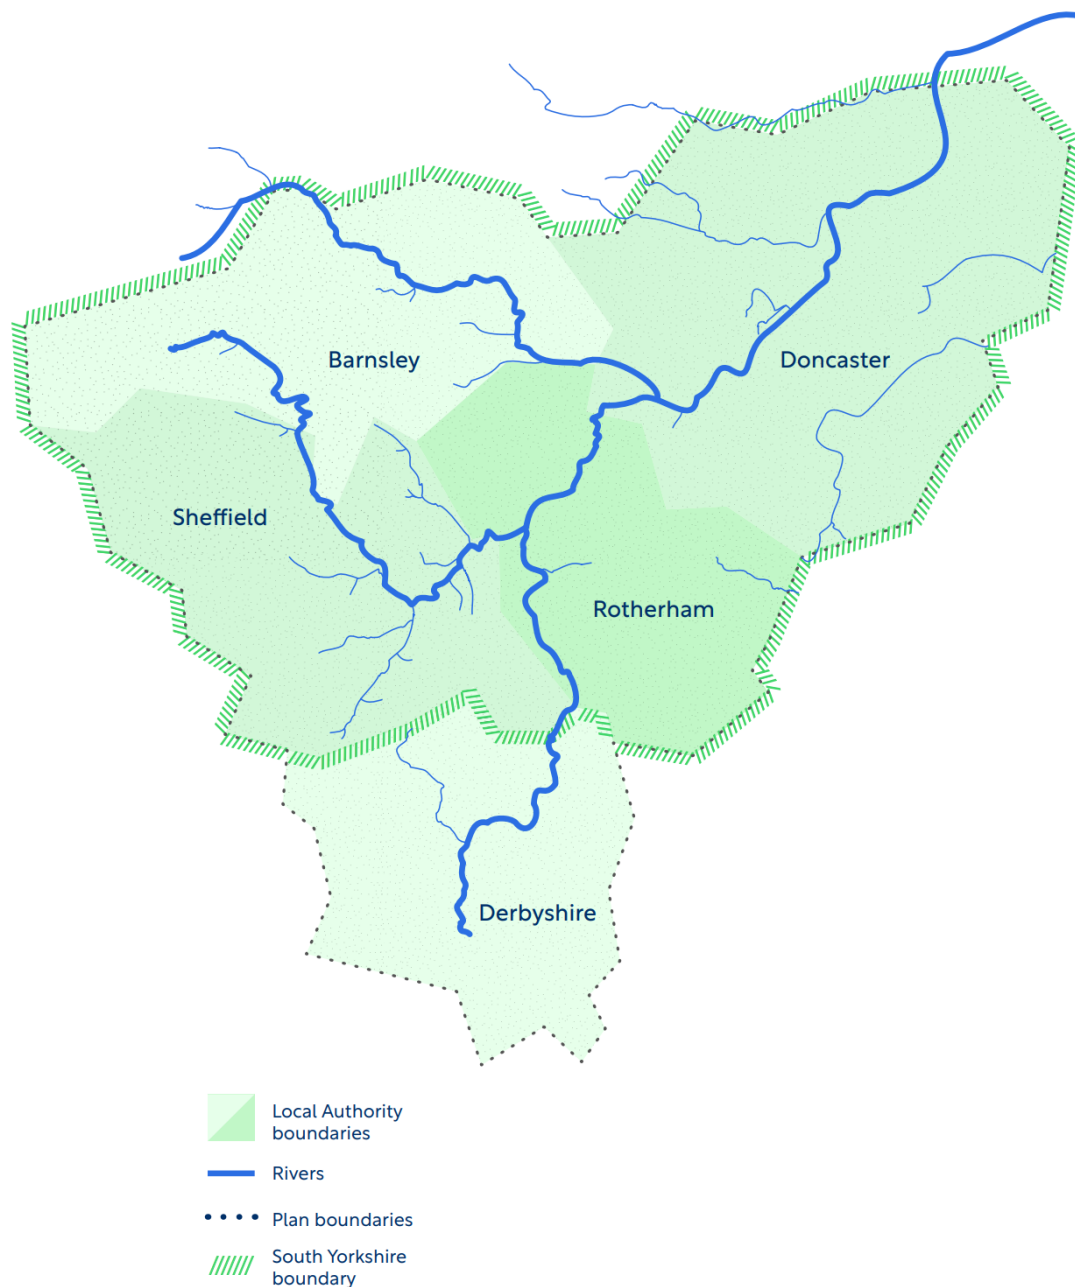 Barnsley
Doncaster
Sheffield
Rotherham
Derbyshire
Local Authority
boundaries
Rivers
Plan boundaries
South Yorkshire
boundary